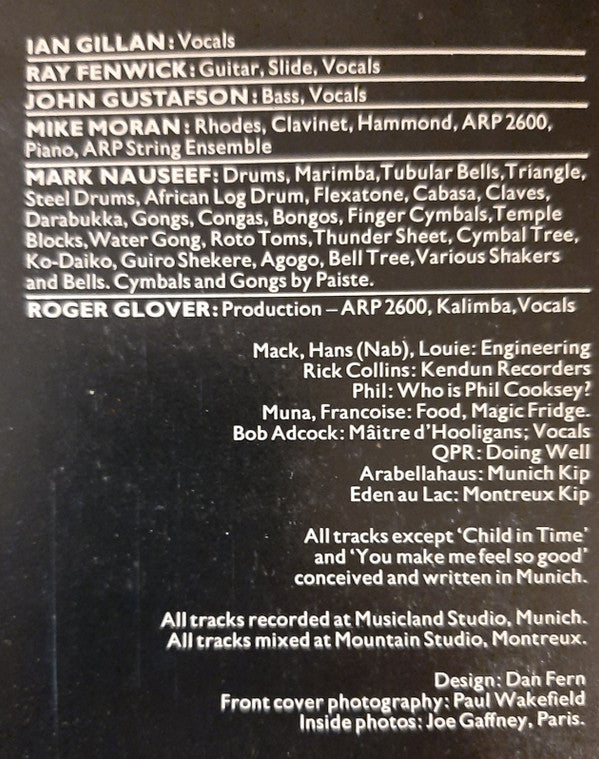 IAN GILLAN: Vocals
RAY FENWICK: Guitar, Slide, Vocals
JOHN GUSTAFSON: Bass, Vocals
MIKE MORAN: Rhodes, Clavinet, Hammond, ARP 2600,
Piano, ARP String Ensemble
MARK NAUSEEF: Drums, Marimba, Tubular Bells, Triangle,
Steel Drums, African Log Drum, Flexatone, Cabasa, Claves,
Darabukka, Gongs, Congas, Bongos, Finger Cymbals, Temple
Blocks, Water Gong, Roto Toms, Thunder Sheet, Cymbal Tree,
Ko-Daiko, Guiro Shekere, Agogo, Bell Tree, Various Shakers
and Bells. Cymbals and Gongs by Paiste.
ROGER GLOVER: Production – ARP 2600, Kalimba, Vocals
Mack, Hans (Nab), Louie: Engineering
Rick Collins: Kendun Recorders
Phil: Who is Phil Cooksey?
Muna, Francoise: Food, Magic Fridge.
Bob Adcock: Mâitre d'Hooligans; Vocals
QPR: Doing Well
Arabellahaus: Munich Kip
Eden au Lac: Montreux Kip
All tracks except 'Child in Time'
and 'You make me feel so good'
conceived and written in Munich.
All tracks recorded at Musicland Studio, Munich.
All tracks mixed at Mountain Studio, Montreux.
Design: Dan Fern
Front cover photography: Paul Wakefield
Inside photos: Joe Gaffney, Paris.